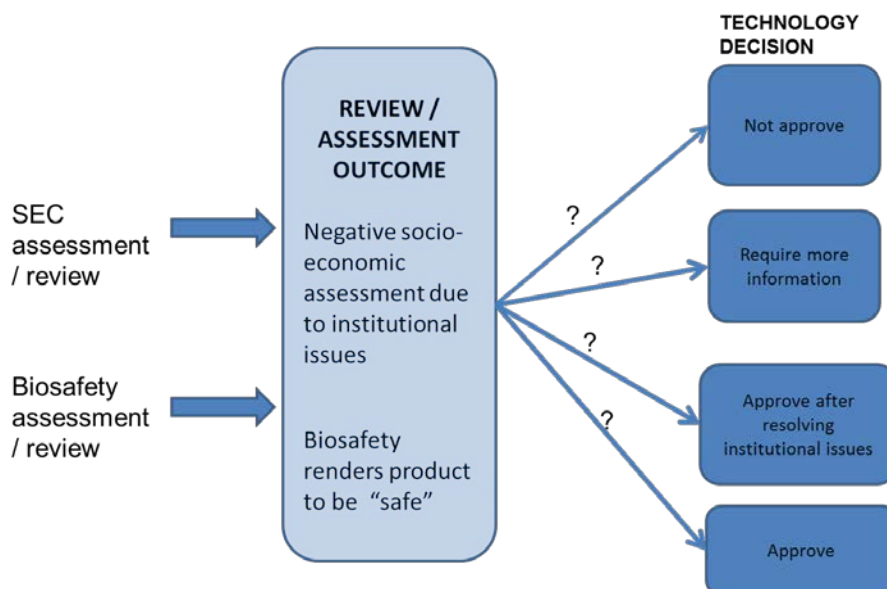 SEC
assessment
/ review
Biosafety
assessment
/ review
REVIEW /
ASSESSMENT
OUTCOME
Negative socio-
economic
assessment due
to institutional
issues
Biosafety
renders product
to be “safe”
?
?
?
?
TECHNOLOGY
DECISION
Not approve
Require more
information
Approve after
resolving
institutional issues
Approve